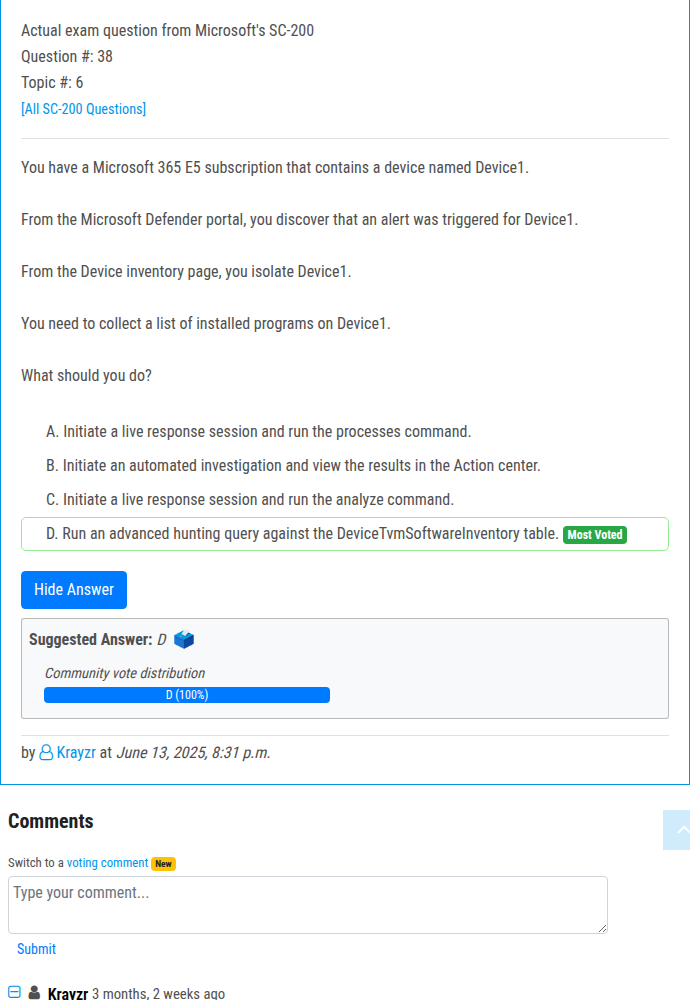 Actual exam question from Microsoft's SC-200
Question #: 38
Topic #: 6
[All SC-200 Questions]
You have a Microsoft 365 E5 subscription that contains a device named Device1.
From the Microsoft Defender portal, you discover that an alert was triggered for Device1.
From the Device inventory page, you isolate Device1.
You need to collect a list of installed programs on Device1.
What should you do?
A. Initiate a live response session and run the processes command.
B. Initiate an automated investigation and view the results in the Action center.
C. Initiate a live response session and run the analyze command.
D. Run an advanced hunting query against the DeviceTvmSoftwareInventory table. Most Voted
Hide Answer
Suggested Answer: D
Community vote distribution
D (100%)
by Krayzr at June 13, 2025, 8:31 p.m.
Comments
Switch to a voting comment New
Type your comment...
Submit
Krayzr 3 months, 2 weeks ago